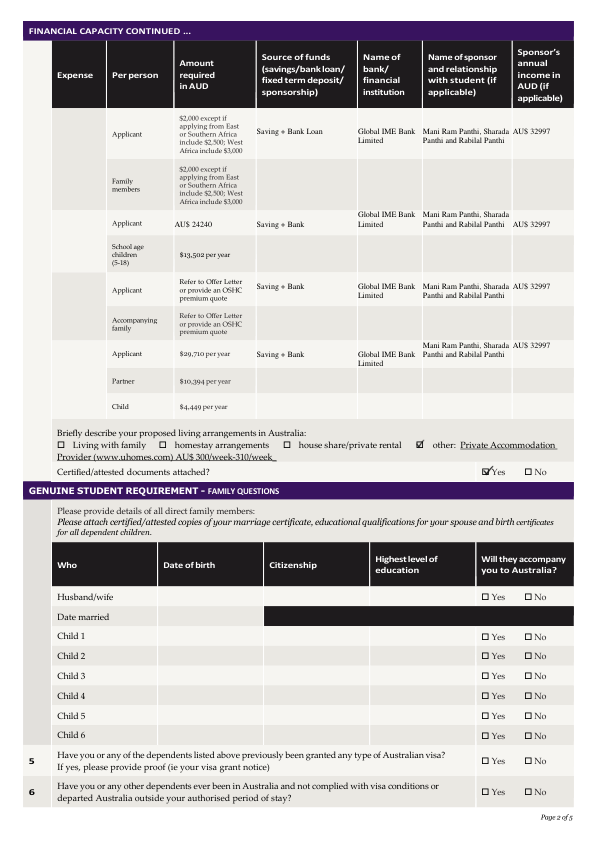 FINANCIAL CAPACITY CONTINUED ...
Expense
Per person
Amount
required
in AUD
Source of funds
(savings/bank loan/
fixed term deposit/
sponsorship)
Name of
bank/
financial
institution
Name of sponsor
and relationship
with student (if
applicable)
Sponsor's
annual
income in
AUD (if
applicable)
Applicant
$2,000 except if
applying from East
or Southern Africa
include $2,500; West
Africa include $3,000
Saving + Bank Loan
Global IME Bank
Limited
Mani Ram Panthi, Sharada
Panthi and Rabilal Panthi
AU$ 32997
Family
members
$2,000 except if
applying from East
or Southern Africa
include $2,500; West
Africa include $3,000
Applicant
AU$ 24240
Saving + Bank
Global IME Bank
Limited
Mani Ram Panthi, Sharada
Panthi and Rabilal Panthi
AU$ 32997
School age
children
(5-18)
$13,502 per year
Applicant
Refer to Offer Letter
or provide an OSHC
premium quote
Saving + Bank
Global IME Bank
Limited
Mani Ram Panthi, Sharada
Panthi and Rabilal Panthi
AU$ 32997
Accompanying
family
Refer to Offer Letter
or provide an OSHC
premium quote
Applicant
$29,710 per year
Saving + Bank
Global IME Bank
Limited
Mani Ram Panthi, Sharada
Panthi and Rabilal Panthi
AU$ 32997
Partner
$10,394 per year
Child
$4,449 per year
Briefly describe your proposed living arrangements in Australia:
☐ Living with family ☐ homestay arrangements ☐ house share/private rental ☑ other: Private Accommodation
Provider (www.uhomes.com) AU$ 300/week-310/week_
Certified/attested documents attached? ☑ Yes ☐ No
GENUINE STUDENT REQUIREMENT – FAMILY QUESTIONS
Please provide details of all direct family members:
Please attach certified/attested copies of your marriage certificate, educational qualifications for your spouse and birth certificates
for all dependent children.
Who
Date of birth
Citizenship
Highest level of
education
Will they accompany
you to Australia?
Husband/wife ☐ Yes ☐ No
Date married
Child 1 ☐ Yes ☐ No
Child 2 ☐ Yes ☐ No
Child 3 ☐ Yes ☐ No
Child 4 ☐ Yes ☐ No
Child 5 ☐ Yes ☐ No
Child 6 ☐ Yes ☐ No
5 Have you or any of the dependents listed above previously been granted any type of Australian visa?
If yes, please provide proof (ie your visa grant notice) ☐ Yes ☐ No
6 Have you or any other dependents ever been in Australia and not complied with visa conditions or
departed Australia outside your authorised period of stay? ☐ Yes ☐ No
Page 2 of 5